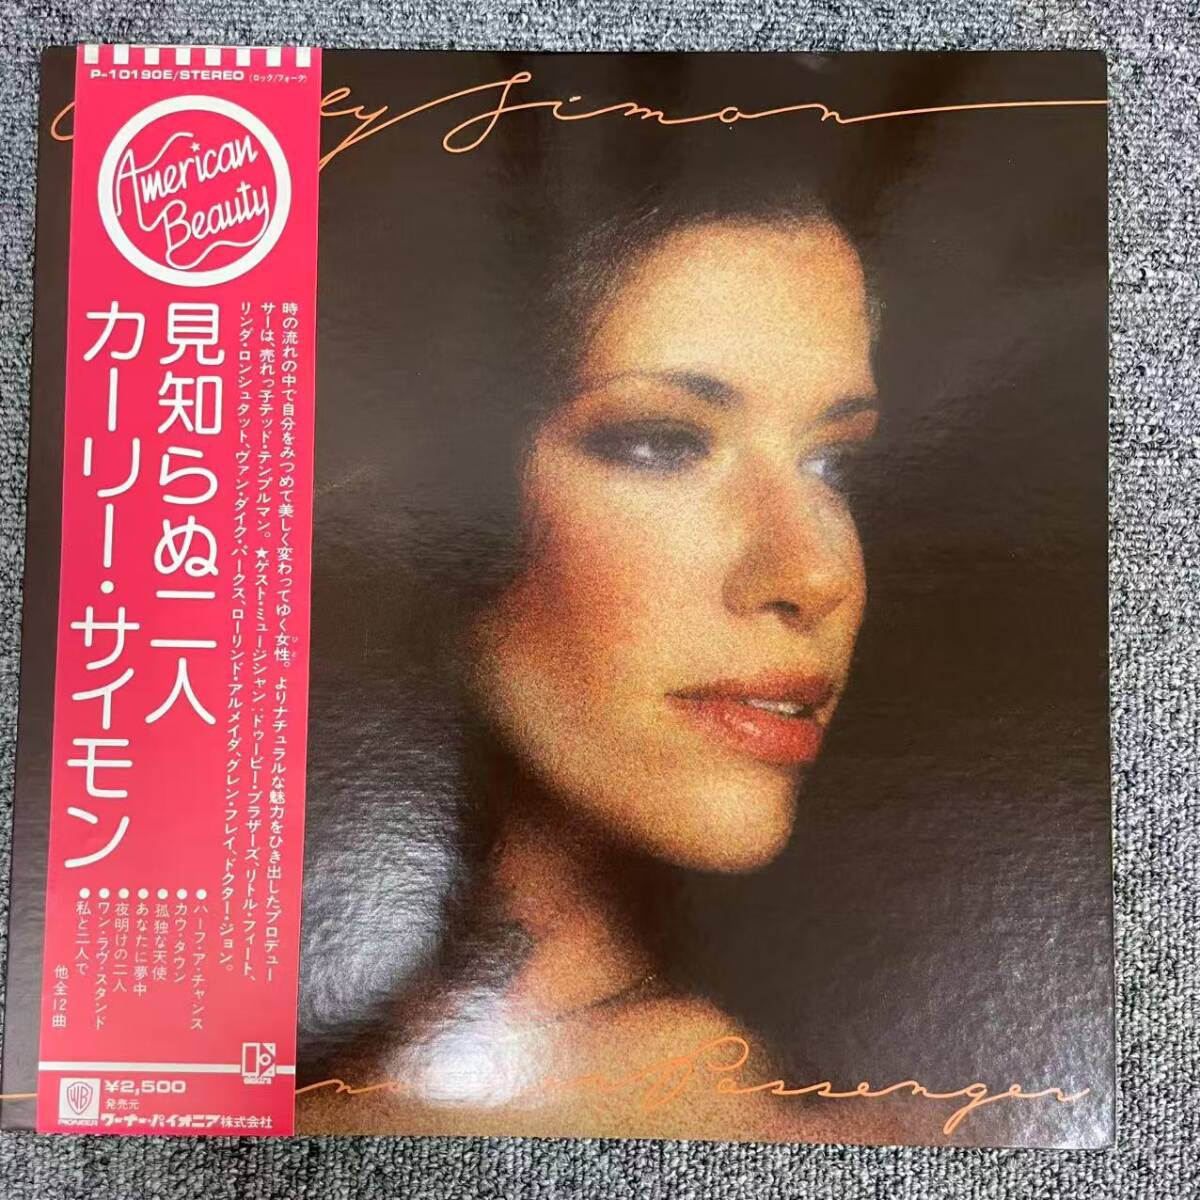 P-10190E/STEREO (ロック/フォーク)
American
Beauty
見知らぬ二人
カーリー・サイモン
時の流れの中で自分をみつめて美しく変わってゆく女性。よりナチュラルな魅力をひき出したプロデュー
ひと
サーは、売れっ子テッド・テンプルマン。★ゲスト・ミュージシャン:ドゥービー・ブラザーズ、リトル・フィート、
リンダ・ロンシュタット、ヴァン・ダイク・パークス、ローリンド・アルメイダ、グレン・フレイ、ドクター・ジョン。
●ハーフ・ア・チャンス
●カウ・タウン
●孤独な天使
●あなたに夢中
●夜明けの二人
●ワン・ラヴ・スタンド
●私と二人で
他全12曲
¥2,500
発売元
ワーナー・パイオニア株式会社
WB
PIONEER
elektra
Simon
Passenger